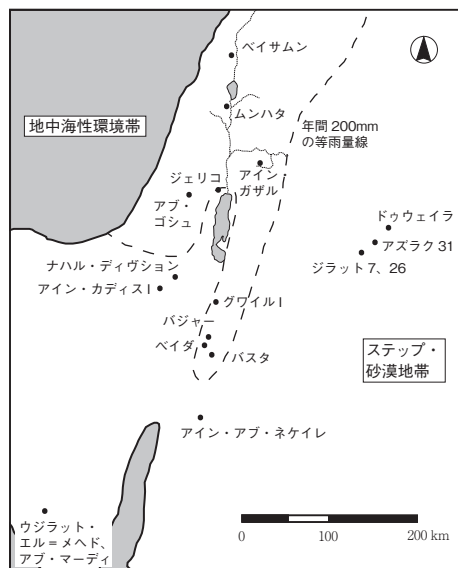 ベイサムン
ムンハタ
地中海性環境帯
年間 200mm
の等雨量線
ジェリコ
アイン・
ガザル
アブ・
ゴシュ
ドゥウェイラ
アズラク 31
ジラット 7、26
ナハル・ディヴション
アイン・カディス I
グワイル I
バジャー
ベイダ
バスタ
ステップ・
砂漠地帯
アイン・アブ・ネケイレ
ウジラット・
エル=メヘド、
アブ・マーディ
0
100
200 km